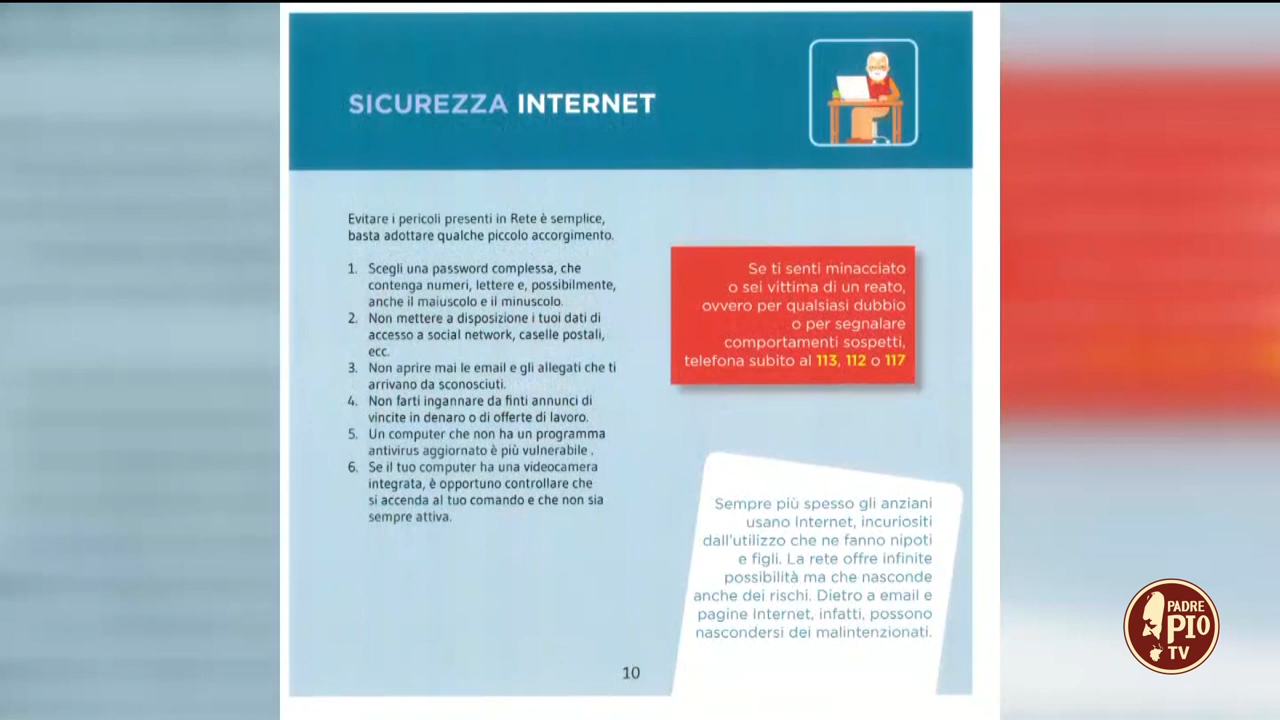 SICUREZZA INTERNET
Evitare i pericoli presenti in Rete è semplice,
basta adottare qualche piccolo accorgimento.
1. Scegli una password complessa, che
contenga numeri, lettere e, possibilmente,
anche il maiuscolo e il minuscolo.
2. Non mettere a disposizione i tuoi dati di
accesso a social network, caselle postali,
ecc.
3. Non aprire mai le email e gli allegati che ti
arrivano da sconosciuti.
4. Non farti ingannare da finti annunci di
vincite in denaro o di offerte di lavoro.
5. Un computer che non ha un programma
antivirus aggiornato è più vulnerabile .
6. Se il tuo computer ha una videocamera
integrata, è opportuno controllare che
si accenda al tuo comando e che non sia
sempre attiva.
Se ti senti minacciato
o sei vittima di un reato,
ovvero per qualsiasi dubbio
o per segnalare
comportamenti sospetti,
telefona subito al 113, 112 o 117
Sempre più spesso gli anziani
usano Internet, incuriositi
dall'utilizzo che ne fanno nipoti
e figli. La rete offre infinite
possibilità ma che nasconde
anche dei rischi. Dietro a email e
pagine Internet, infatti, possono
nascondersi dei malintenzionati.
10
PADRE
PIO
TV